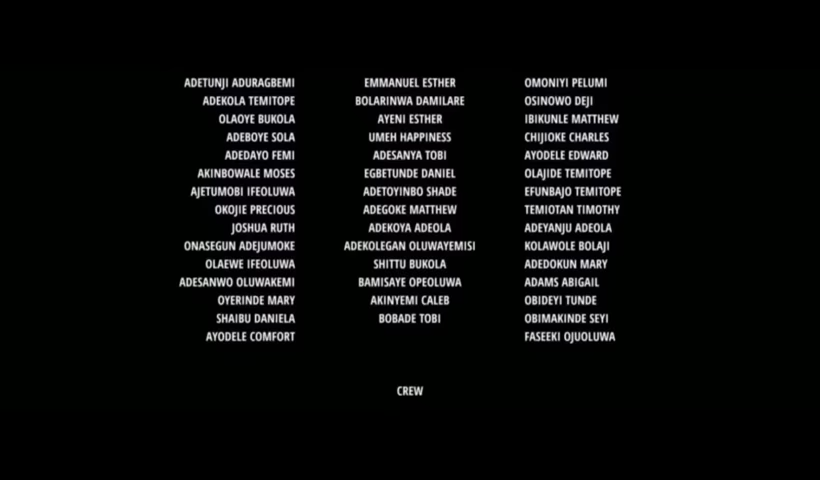 ADETUNJI ADURAGBEMI EMMANUEL ESTHER OMONIYI PELUMI
ADEKOLA TEMITOPE BOLARINWA DAMILARE OSINOWO DEJI
OLAOYE BUKOLA AYENI ESTHER IBIKUNLE MATTHEW
ADEBOYE SOLA UMEH HAPPINESS CHIJIOKE CHARLES
ADEDAYO FEMI ADESANYA TOBI AYODELE EDWARD
AKINBOWALE MOSES EGBETUNDE DANIEL OLAJIDE TEMITOPE
AJETUMOBI IFEOLUWA ADETOYINBO SHADE EFUNBAJO TEMITOPE
OKOJIE PRECIOUS ADEGOKE MATTHEW TEMIOTAN TIMOTHY
JOSHUA RUTH ADEKOYA ADEOLA ADEYANJU ADEOLA
ONASEGUN ADEJUMOKE ADEKOLEGAN OLUWAYEMISI KOLAWOLE BOLAJI
OLAEWE IFEOLUWA SHITTU BUKOLA ADEDOKUN MARY
ADESANWO OLUWAKEMI BAMISAYE OPEOLUWA ADAMS ABIGAIL
OYERINDE MARY AKINYEMI CALEB OBIDEYI TUNDE
SHAIBU DANIELA BOBADE TOBI OBIMAKINDE SEYI
AYODELE COMFORT FASEEKI OJUOLUWA
CREW